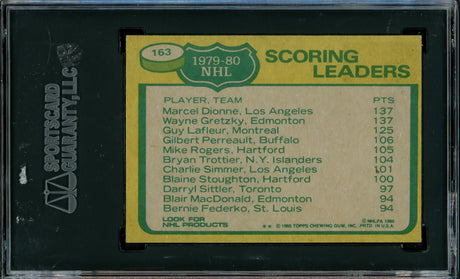 163
1979-80
NHL
SCORING
LEADERS
PLAYER, TEAM PTS
Marcel Dionne, Los Angeles 137
Wayne Gretzky, Edmonton 137
Guy Lafleur, Montreal 125
Gilbert Perreault, Buffalo 106
Mike Rogers, Hartford 105
Bryan Trottier, N.Y. Islanders 104
Charlie Simmer, Los Angeles 101
Blaine Stoughton, Hartford 100
Darryl Sittler, Toronto 97
Blair MacDonald, Edmonton 94
Bernie Federko, St. Louis 94
LOOK FOR
NHL PRODUCTS
© NHLPA 1980
** © 1980 TOPPS CHEWING GUM, INC. PRTD. IN U.S.A.
SPORTSCARD
GUARANTY, LLC